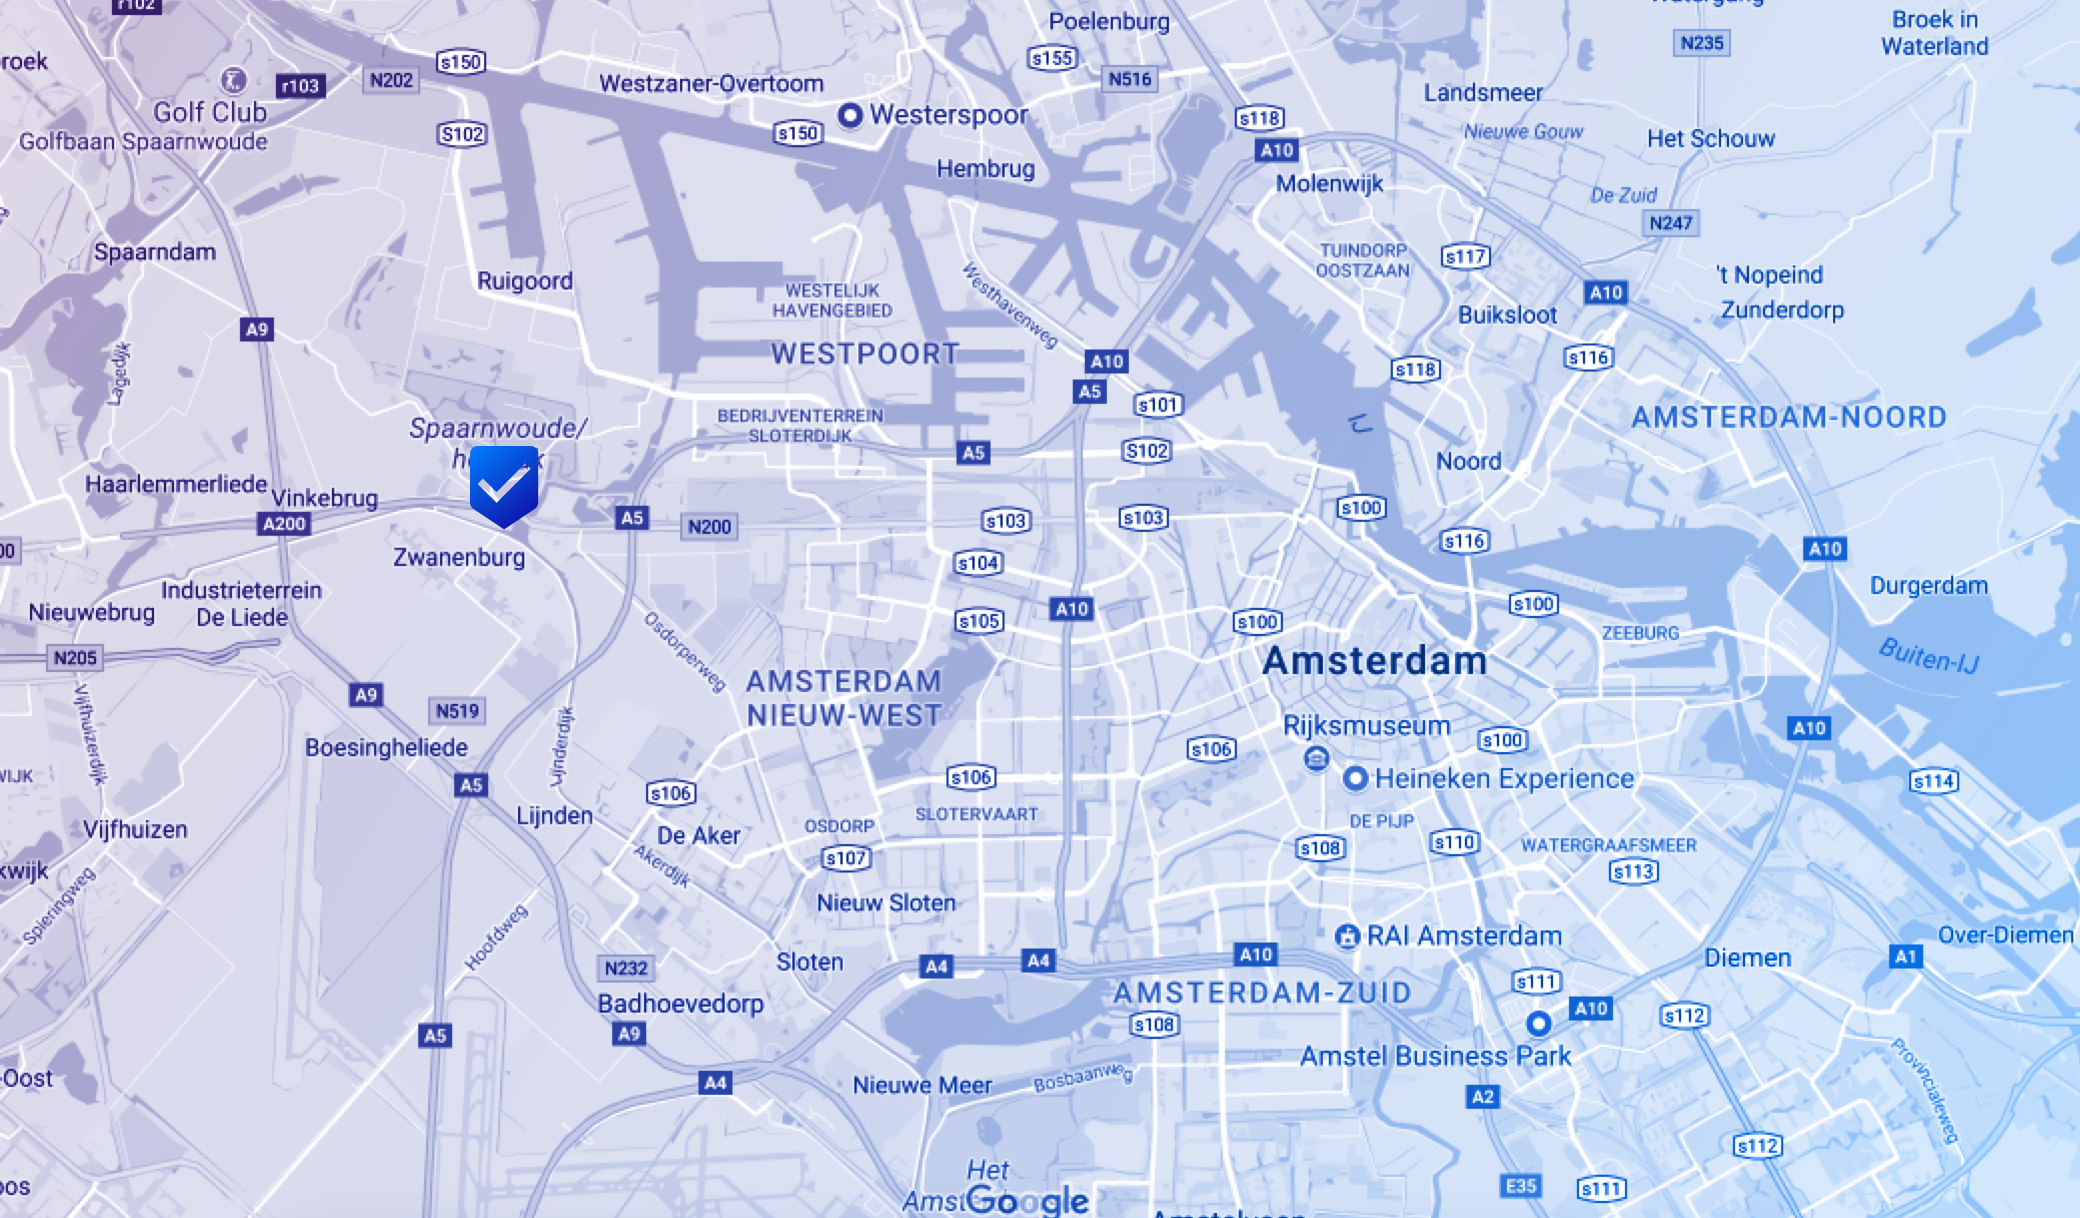 r102
Poelenburg
Broek in
Waterland
N235
roek
s150
s155
N516
N202
r103
Westzaner-Overtoom
Landsmeer
Golf Club
Golfbaan Spaarnwoude
S102
s150
Westerspoor
s118
A10
Nieuwe Gouw
Het Schouw
Hembrug
Molenwijk
De Zuid
N247
Spaarndam
Ruigoord
TUINDORP
OOSTZAAN
s117
't Nopeind
Zunderdorp
WESTELIJK
HAVENGEBIED
Westhavenweg
A10
Buiksloot
A9
WESTPOORT
A10
A5
s118
s116
Lagedijk
s101
BEDRIJVENTERREIN
SLOTERDIJK
AMSTERDAM-NOORD
Spaarnwoude/
IJ
A5
S102
Noord
Haarlemmerliede
Vinkebrug
A200
A5
N200
s103
s103
s100
s116
A10
Zwanenburg
s104
Industrieterrein
De Liede
Nieuwebrug
Durgerdam
A10
s105
s100
s100
ZEEBURG
Osdorperweg
N205
Amsterdam
Buiten-IJ
AMSTERDAM
NIEUW-WEST
A9
N519
Vijfhuizerdijk
Lijnderdijk
Boesingheliede
Rijksmuseum
s100
A10
s106
A5
s106
s106
Heineken Experience
s114
Lijnden
De Aker
OSDORP
SLOTERVAART
DE PIJP
Vijfhuizen
s107
s108
s110
WATERGRAAFSMEER
s113
Akerdijk
Spieringweg
Hoofdweg
Nieuw Sloten
RAI Amsterdam
Over-Diemen
Sloten
N232
A4
A4
A10
Diemen
A1
Badhoevedorp
AMSTERDAM-ZUID
s111
A10
s112
A5
A9
s108
Amstel Business Park
-Oost
A4
Nieuwe Meer
Bosbaanweg
A2
Provincialeweg
s112
Het
Amst
Google
E35
s111